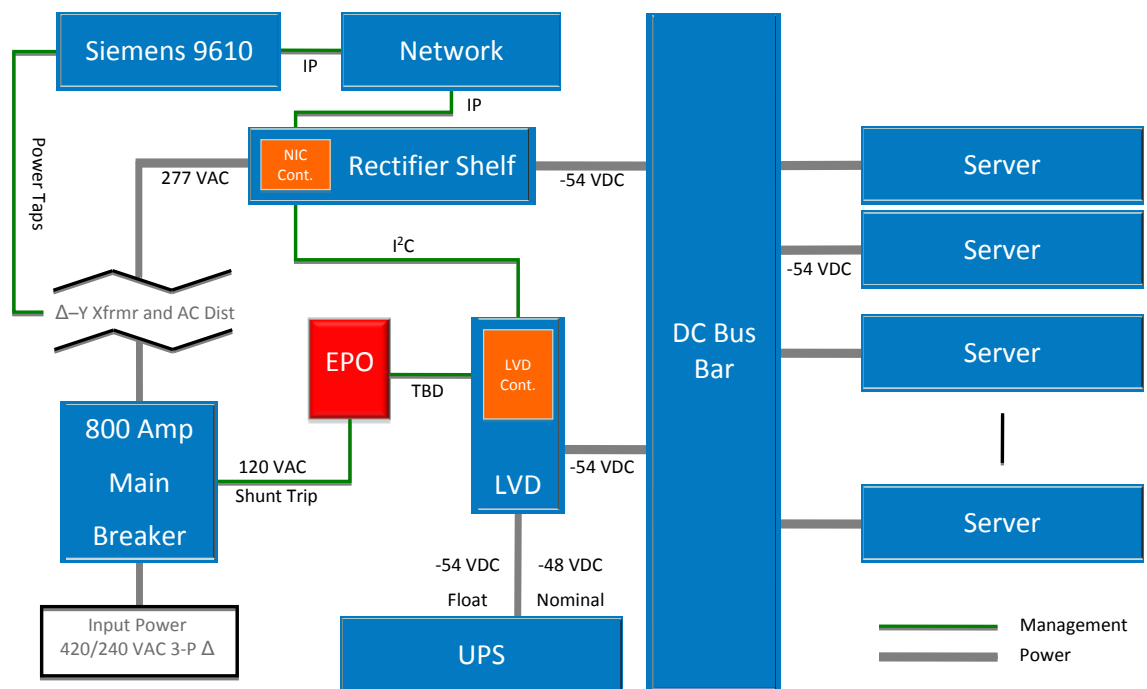 Siemens 9610
IP
Network
IP
Power Taps
NIC
Cont.
Rectifier Shelf
277 VAC
-54 VDC
I²C
Δ–Y Xfrmr and AC Dist
EPO
TBD
LVD
Cont.
LVD
-54 VDC
800 Amp
Main
Breaker
120 VAC
Shunt Trip
-54 VDC
Float
-48 VDC
Nominal
Input Power
420/240 VAC 3-P Δ
UPS
DC Bus
Bar
Server
Server
-54 VDC
Server
Server
Management
Power